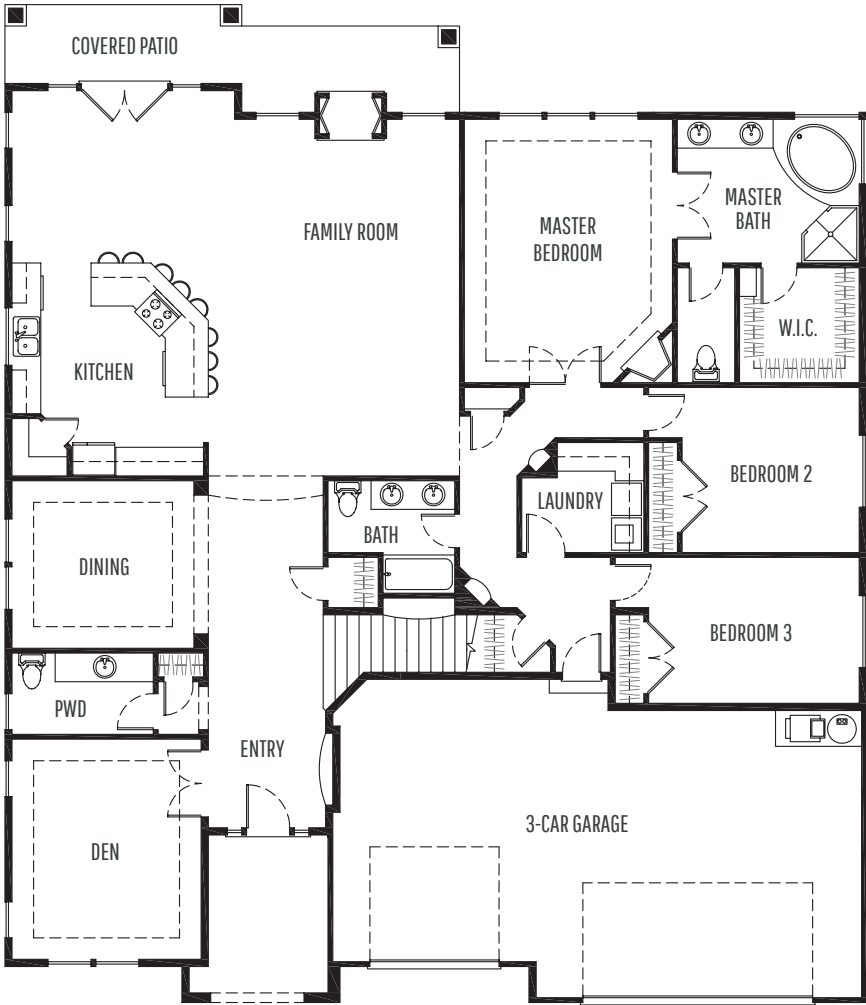 COVERED PATIO
FAMILY ROOM
MASTER
BEDROOM
MASTER
BATH
W.I.C.
KITCHEN
BEDROOM 2
LAUNDRY
BATH
DINING
BEDROOM 3
PWD
ENTRY
3-CAR GARAGE
DEN